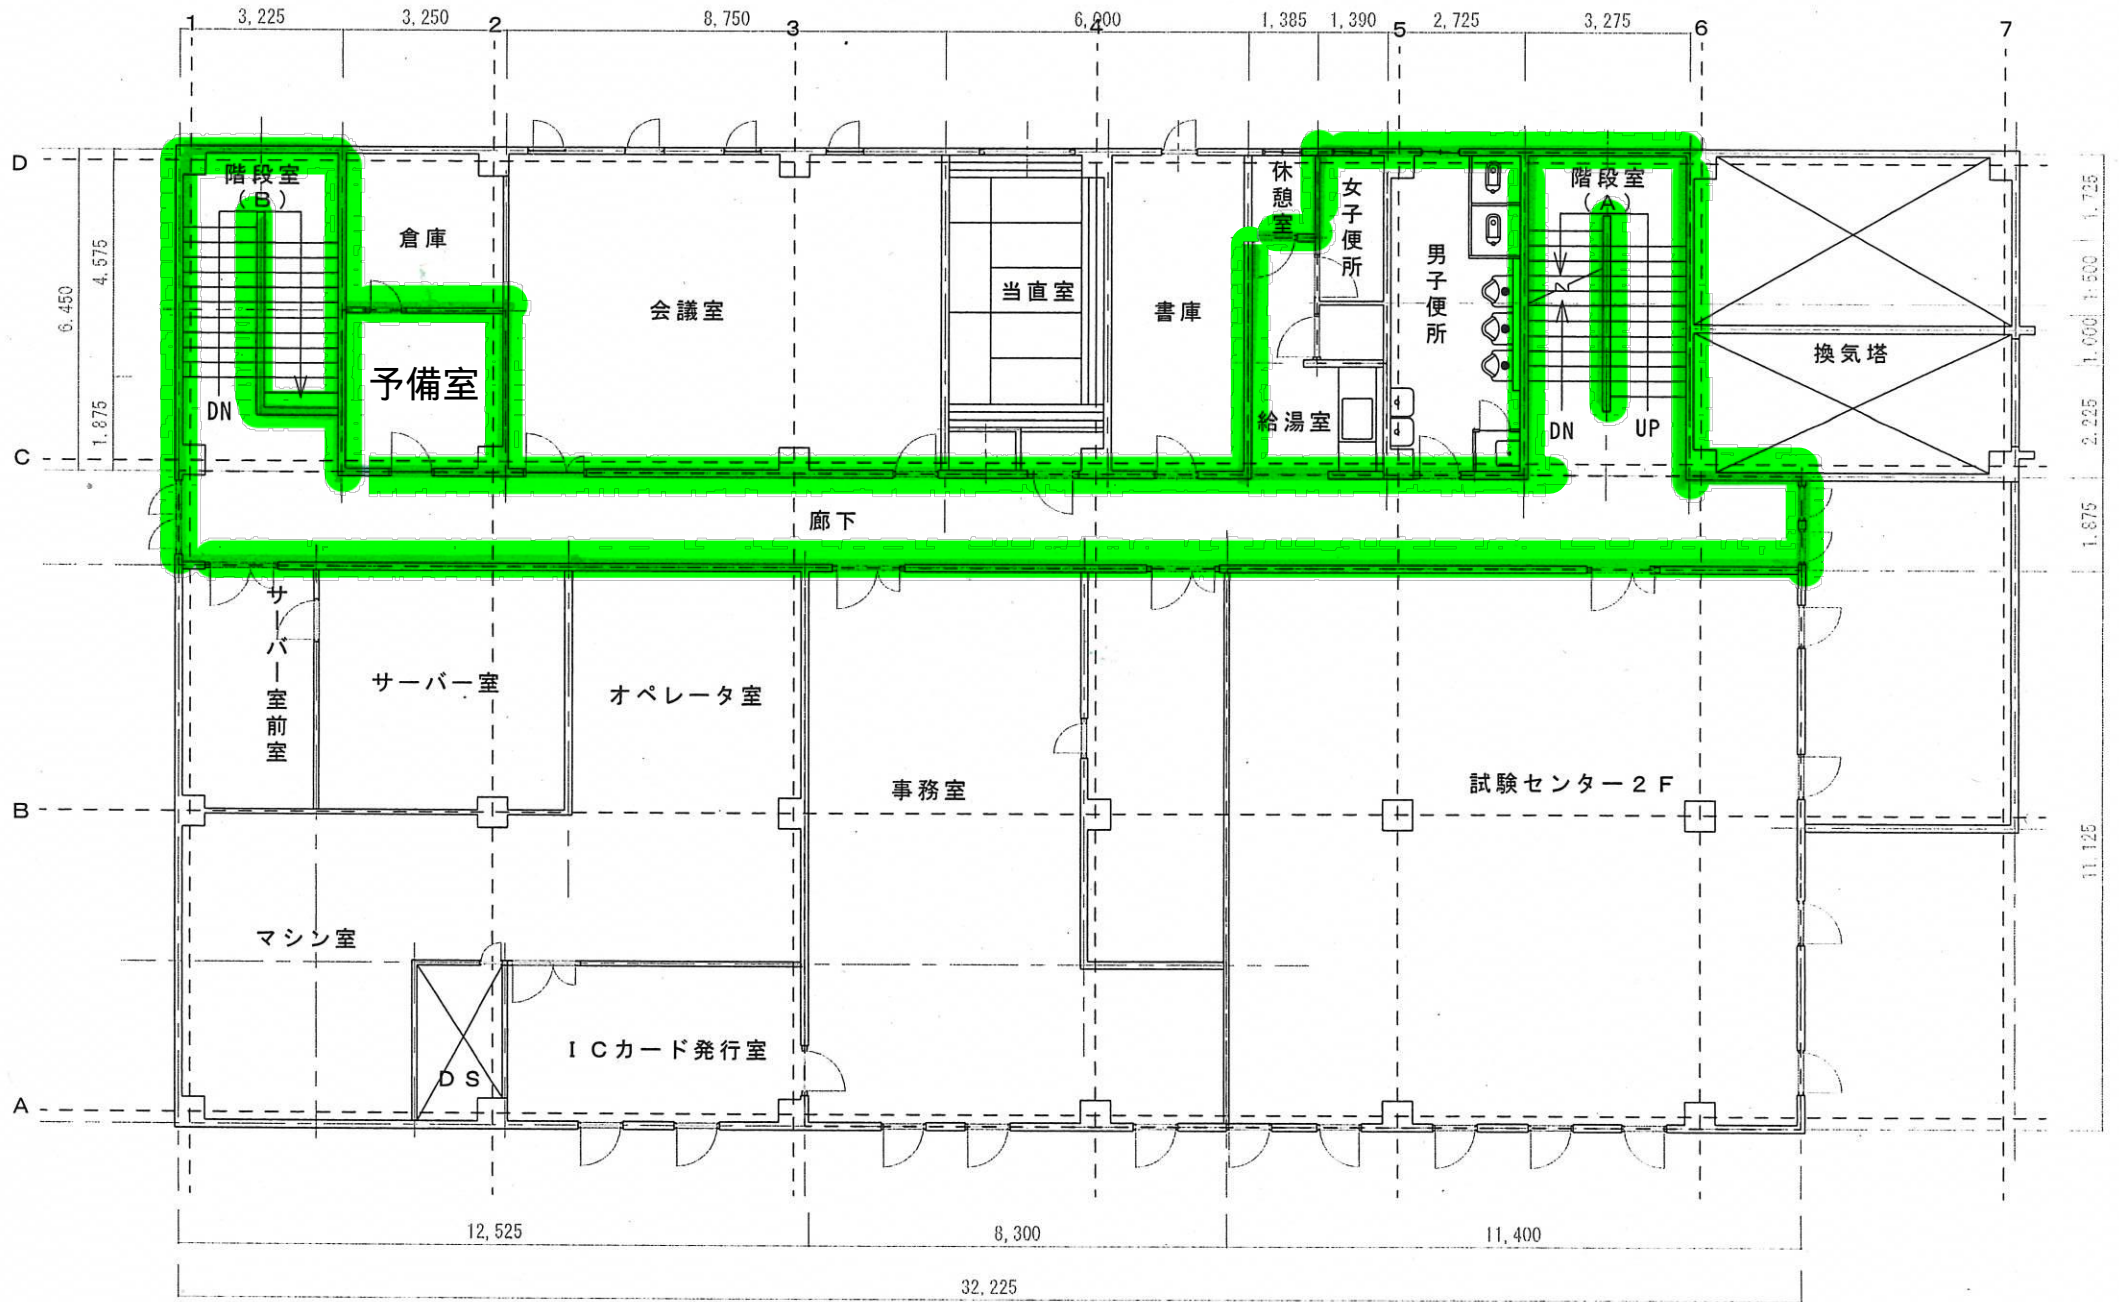 1 2 3 4 5 6 7
3,225 3,250 8,750 6,000 1,385 1,390 2,725 3,275
D
C
B
A
6.450
4.575
1.875
1.725
1.500
1.000
2.225
1.875
11.125
階段室
(B)
DN
倉庫
予備室
会議室
当直室
書庫
休憩室
女子便所
男子便所
給湯室
階段室
(A)
DN
UP
換気塔
廊下
サーバー室前室
サーバー室
オペレータ室
事務室
試験センター2F
マシン室
DS
ICカード発行室
12,525 8,300 11,400
32,225